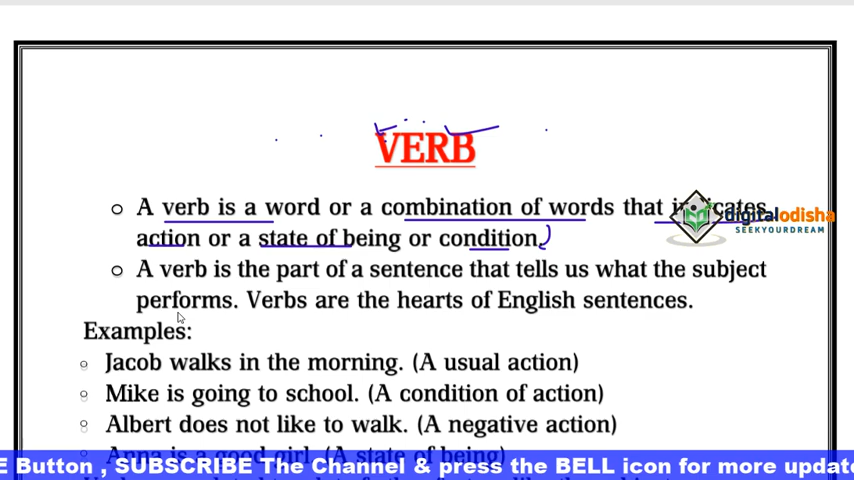 VERB
A verb is a word or a combination of words that indicates
action or a state of being or condition.
digitalodisha
SEEKYOURDREAM
A verb is the part of a sentence that tells us what the subject
performs. Verbs are the hearts of English sentences.
Examples:
Jacob walks in the morning. (A usual action)
Mike is going to school. (A condition of action)
Albert does not like to walk. (A negative action)
Anna is a good girl. (A state of being)
E Button , SUBSCRIBE The Channel & press the BELL icon for more update